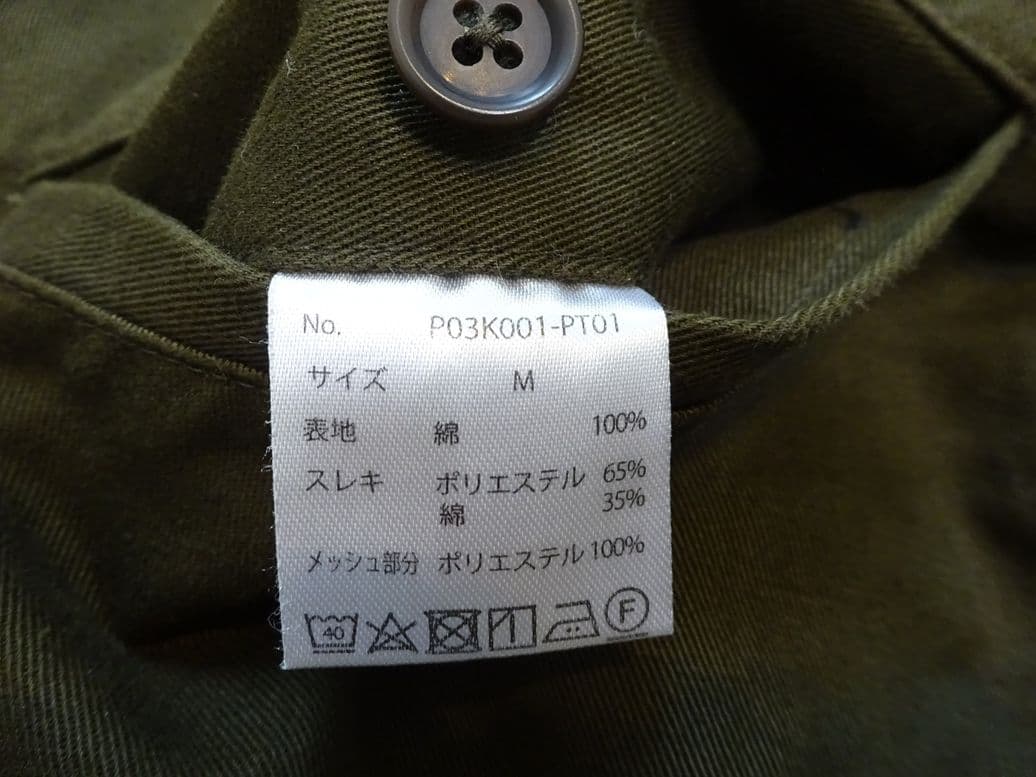 No. P03K001-PT01
サイズ M
表地 綿 100%
スレキ ポリエステル 65%
綿 35%
メッシュ部分 ポリエステル 100%
40 F